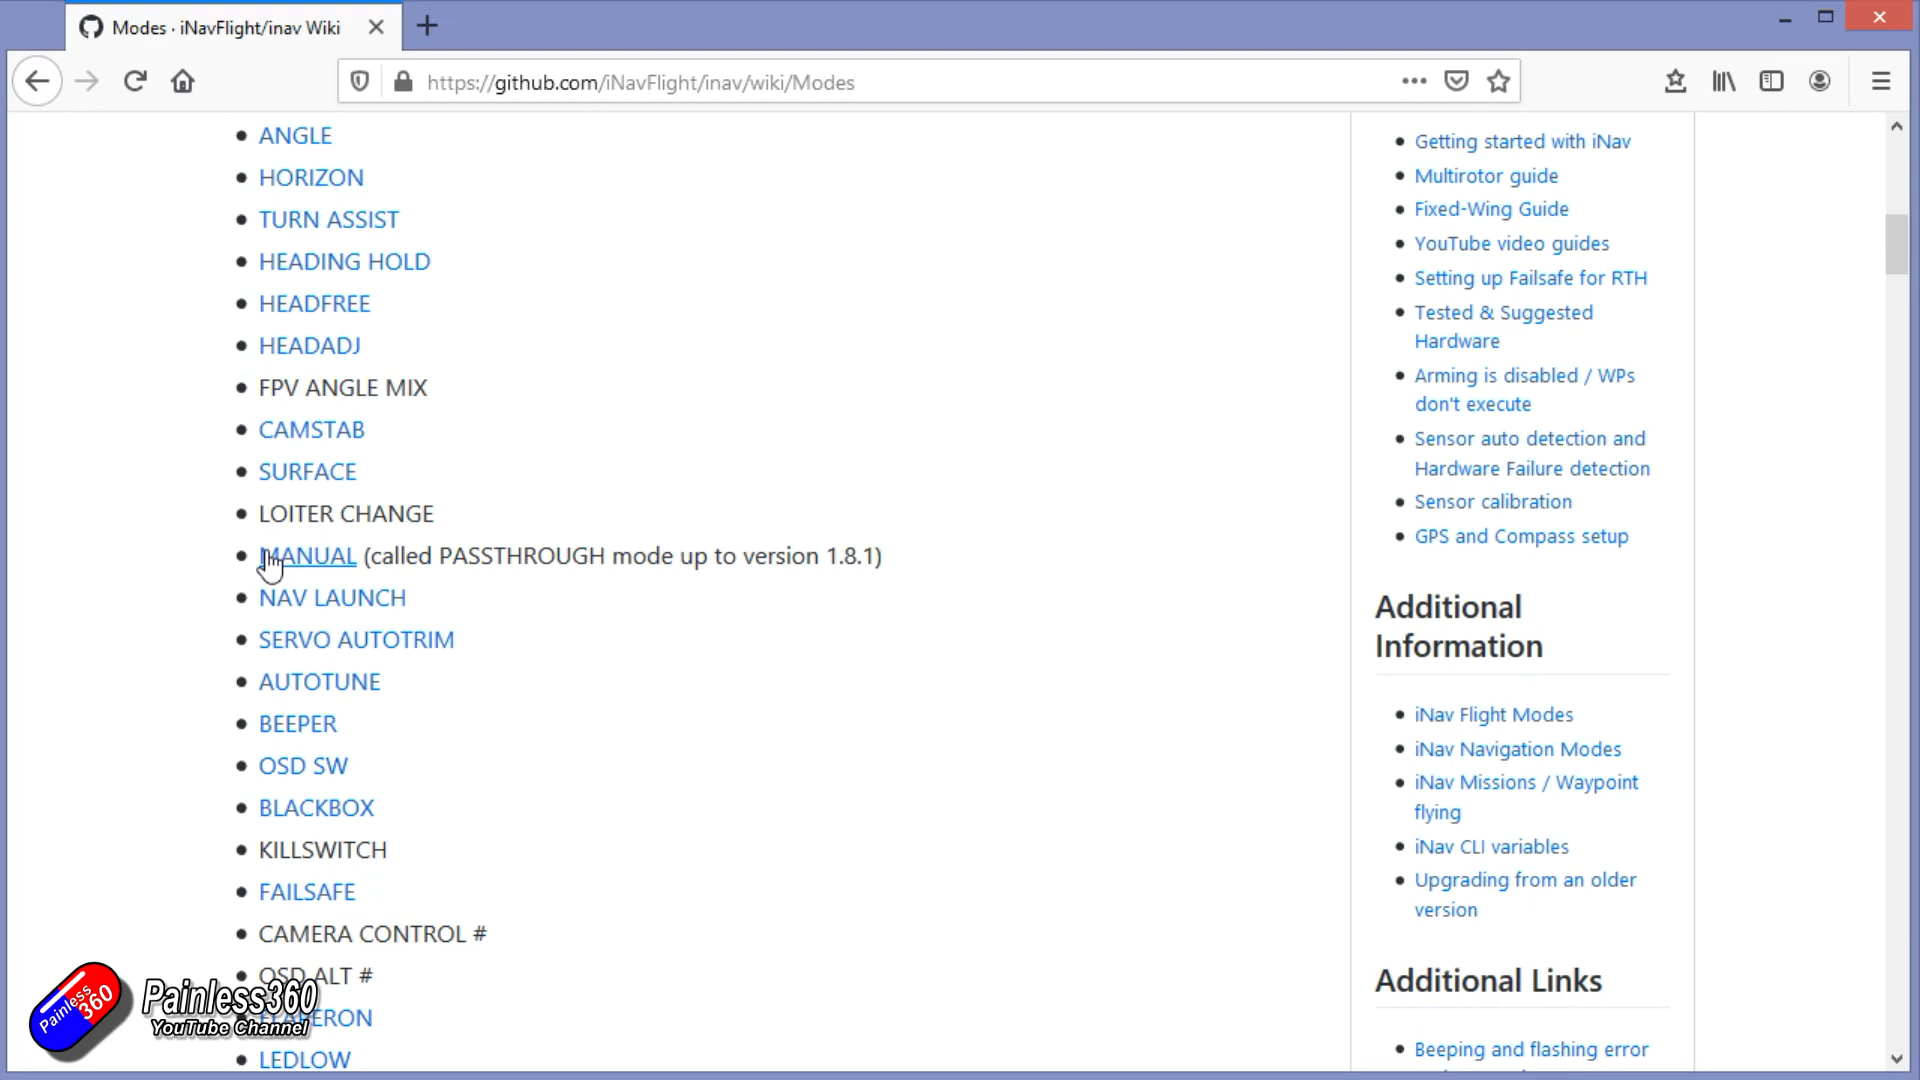 Modes · iNavFlight/inav Wiki
https://github.com/iNavFlight/inav/wiki/Modes
ANGLE
HORIZON
TURN ASSIST
HEADING HOLD
HEADFREE
HEADADJ
FPV ANGLE MIX
CAMSTAB
SURFACE
LOITER CHANGE
MANUAL (called PASSTHROUGH mode up to version 1.8.1)
NAV LAUNCH
SERVO AUTOTRIM
AUTOTUNE
BEEPER
OSD SW
BLACKBOX
KILLSWITCH
FAILSAFE
CAMERA CONTROL #
OSD ALT #
FLAPERON
LEDLOW
Getting started with iNav
Multirotor guide
Fixed-Wing Guide
YouTube video guides
Setting up Failsafe for RTH
Tested & Suggested
Hardware
Arming is disabled / WPs
don't execute
Sensor auto detection and
Hardware Failure detection
Sensor calibration
GPS and Compass setup
Additional
Information
iNav Flight Modes
iNav Navigation Modes
iNav Missions / Waypoint
flying
iNav CLI variables
Upgrading from an older
version
Additional Links
Beeping and flashing error
Painless
360
Painless360
YouTube Channel